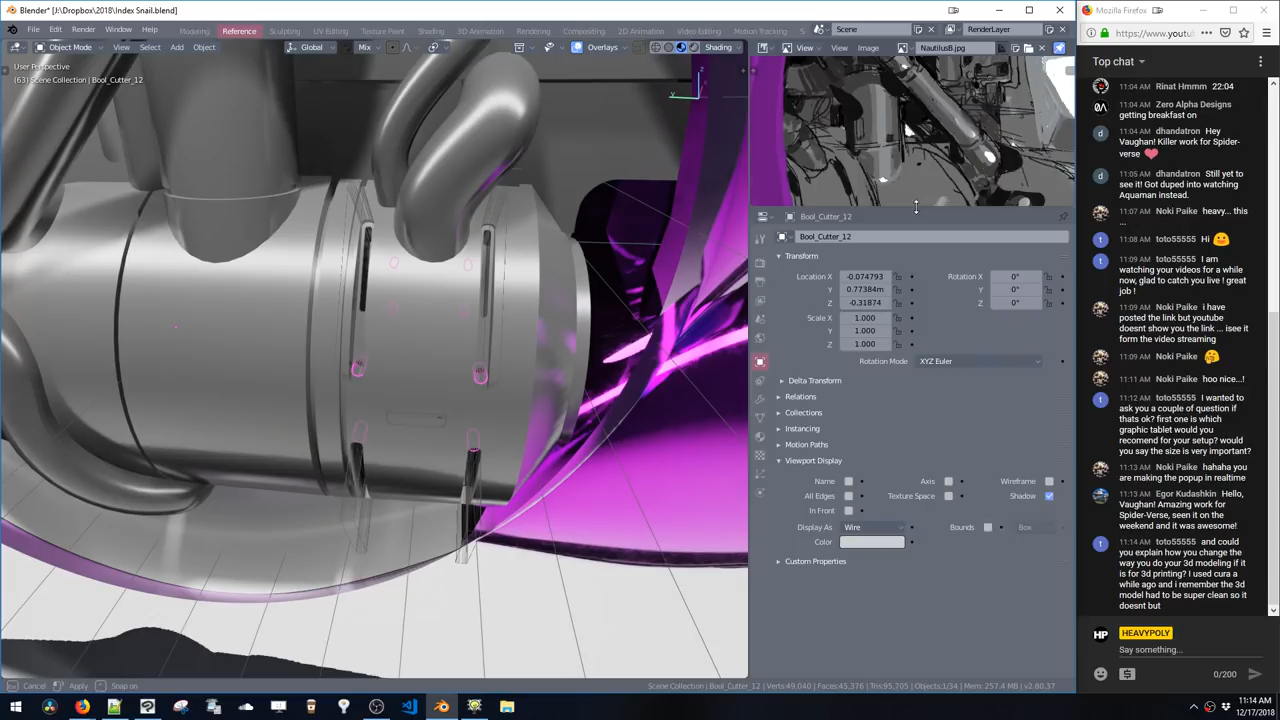 Blender* [J:\Dropbox\2018\Index Snail.blend]
File Edit Render Window Help Modeling Reference Sculpting UV Editing Texture Paint Shading 3D Animation Rendering Compositing 2D Animation Video Editing Motion Tracking Scene RenderLayer
Object Mode View Select Add Object Global Mix Overlays Shading View View Image NautilusB.jpg
User Perspective
(63) Scene Collection | Bool_Cutter_12
Bool_Cutter_12
Bool_Cutter_12
Transform
Location X -0.074793 Rotation X 0°
Y 0.77384m Y 0°
Z -0.31874 Z 0°
Scale X 1.000
Y 1.000
Z 1.000
Rotation Mode XYZ Euler
Delta Transform
Relations
Collections
Instancing
Motion Paths
Viewport Display
Name Axis Wireframe
All Edges Texture Space Shadow
In Front
Display As Wire Bounds Box
Color
Custom Properties
Cancel Apply Snap on Scene Collection | Bool_Cutter_12 | Verts:49,040 | Faces:45,376 | Tris:95,705 | Objects:1/34 | Mem: 257.4 MB | v2.80.37
Mozilla Firefox
https://www.youtu
Top chat
11:04 AM Rinat Hmmm 22:04
11:04 AM Zero Alpha Designs
getting breakfast on
11:04 AM dhandatron Hey
Vaughan! Killer work for Spider-
verse
11:05 AM dhandatron Still yet to
see it! Got duped into watching
Aquaman instead.
11:07 AM Noki Paike heavy... this
...
11:08 AM toto55555 Hi
11:09 AM toto55555 I am
watching your videos for a while
now, glad to catch you live ! great
job !
11:09 AM Noki Paike i have
posted the link but youtube
doesnt show you the link ... isee it
form the video streaming
11:09 AM Noki Paike
11:11 AM Noki Paike hoo nice...!
11:12 AM toto55555 I wanted to
ask you a couple of question if
thats ok? first one is which
graphic tablet would you
recomend for your setup? would
you say the size is very important?
11:13 AM Noki Paike hahaha you
are making the popup in realtime
11:13 AM Egor Kudashkin Hello,
Vaughan! Amazing work for
Spider-Verse, seen it on the
weekend and it was awesome!
11:14 AM toto55555 and could
you explain how you change the
way you do your 3d modeling if it
is for 3d printing? I used cura a
while ago and i remember the 3d
model had to be super clean so it
doesnt but
HP HEAVYPOLY
Say something...
0/200
11:14 AM
12/17/2018